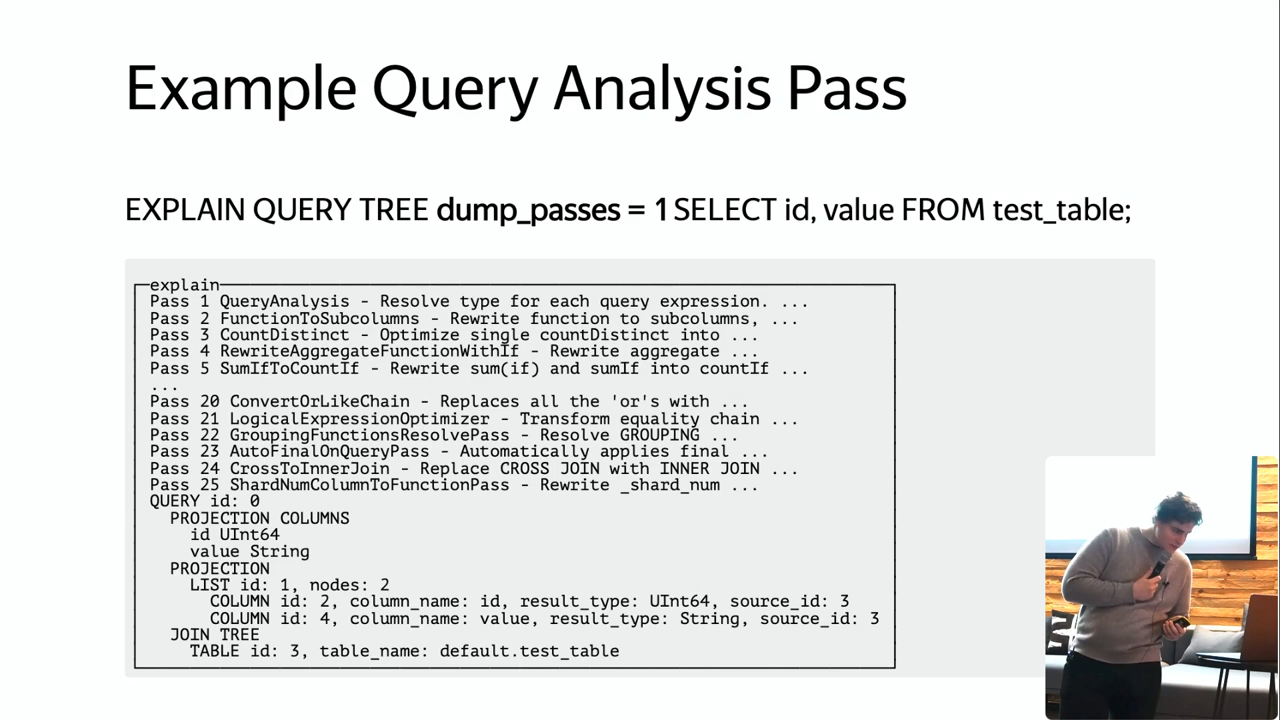 Example Query Analysis Pass
EXPLAIN QUERY TREE dump_passes = 1 SELECT id, value FROM test_table;
explain
Pass 1 QueryAnalysis - Resolve type for each query expression. ...
Pass 2 FunctionToSubcolumns - Rewrite function to subcolumns, ...
Pass 3 CountDistinct - Optimize single countDistinct into ...
Pass 4 RewriteAggregateFunctionWithIf - Rewrite aggregate ...
Pass 5 SumIfToCountIf - Rewrite sum(if) and sumIf into countIf ...
...
Pass 20 ConvertOrLikeChain - Replaces all the 'or's with ...
Pass 21 LogicalExpressionOptimizer - Transform equality chain ...
Pass 22 GroupingFunctionsResolvePass - Resolve GROUPING ...
Pass 23 AutoFinalOnQueryPass - Automatically applies final ...
Pass 24 CrossToInnerJoin - Replace CROSS JOIN with INNER JOIN ...
Pass 25 ShardNumColumnToFunctionPass - Rewrite _shard_num ...
QUERY id: 0
PROJECTION COLUMNS
id UInt64
value String
PROJECTION
LIST id: 1, nodes: 2
COLUMN id: 2, column_name: id, result_type: UInt64, source_id: 3
COLUMN id: 4, column_name: value, result_type: String, source_id: 3
JOIN TREE
TABLE id: 3, table_name: default.test_table